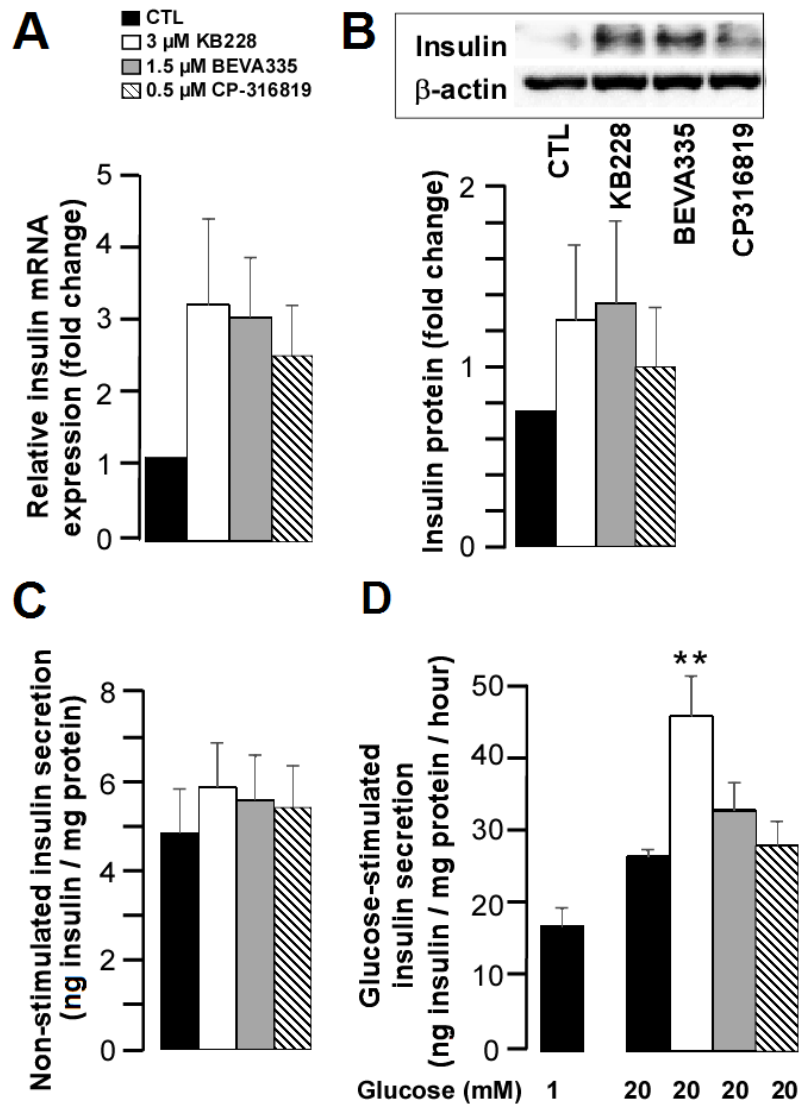 A
CTL
3 µM KB228
1.5 µM BEVA335
0.5 µM CP-316819
Relative insulin mRNA
expression (fold change)
5
4
3
2
1
0
B
Insulin
β-actin
CTL
KB228
BEVA335
CP316819
Insulin protein (fold change)
2
1
0
C
Non-stimulated insulin secretion
(ng insulin / mg protein)
8
6
4
2
0
D
Glucose-stimulated
insulin secretion
(ng insulin / mg protein / hour)
50
40
30
20
10
0
**
Glucose (mM) 1 20 20 20 20